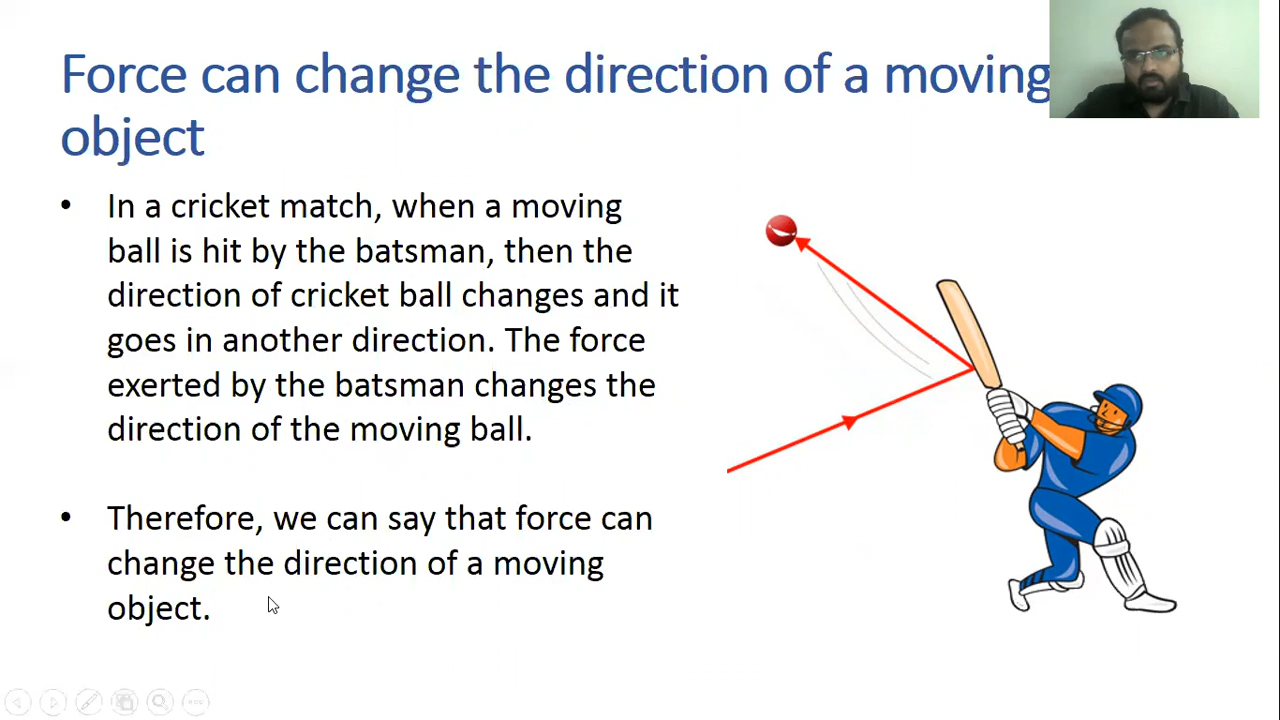 Force can change the direction of a moving
object
• In a cricket match, when a moving
ball is hit by the batsman, then the
direction of cricket ball changes and it
goes in another direction. The force
exerted by the batsman changes the
direction of the moving ball.
• Therefore, we can say that force can
change the direction of a moving
object.